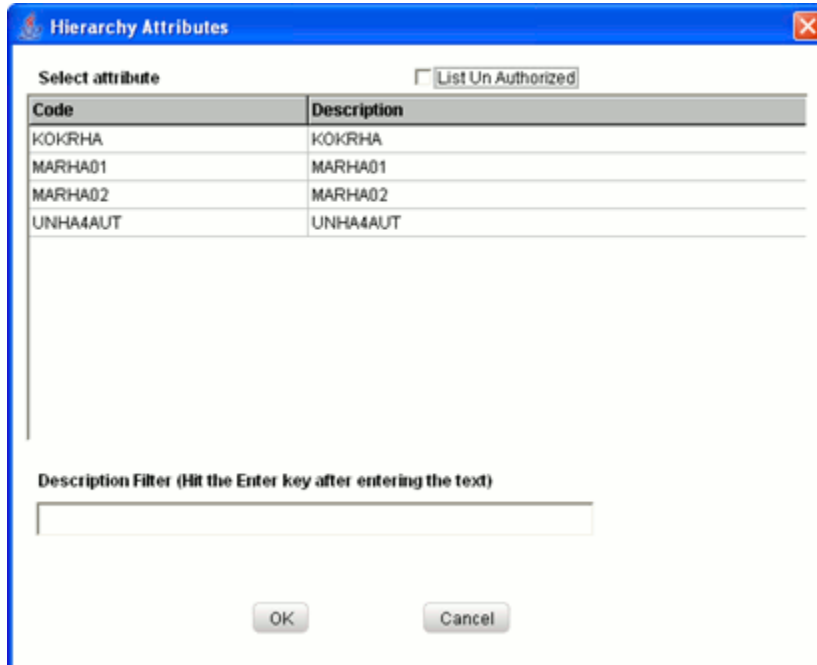 Hierarchy Attributes
Select attribute List Un Authorized
Code Description
KOKRHA KOKRHA
MARHA01 MARHA01
MARHA02 MARHA02
UNHA4AUT UNHA4AUT
Description Filter (Hit the Enter key after entering the text)
OK Cancel